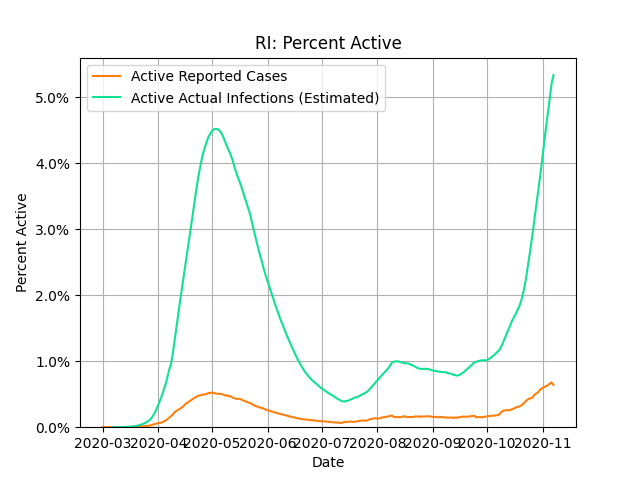 RI: Percent Active
Active Reported Cases
Active Actual Infections (Estimated)
5.0%
4.0%
3.0%
2.0%
1.0%
0.0%
Percent Active
2020-03 2020-04 2020-05 2020-06 2020-07 2020-08 2020-09 2020-10 2020-11
Date